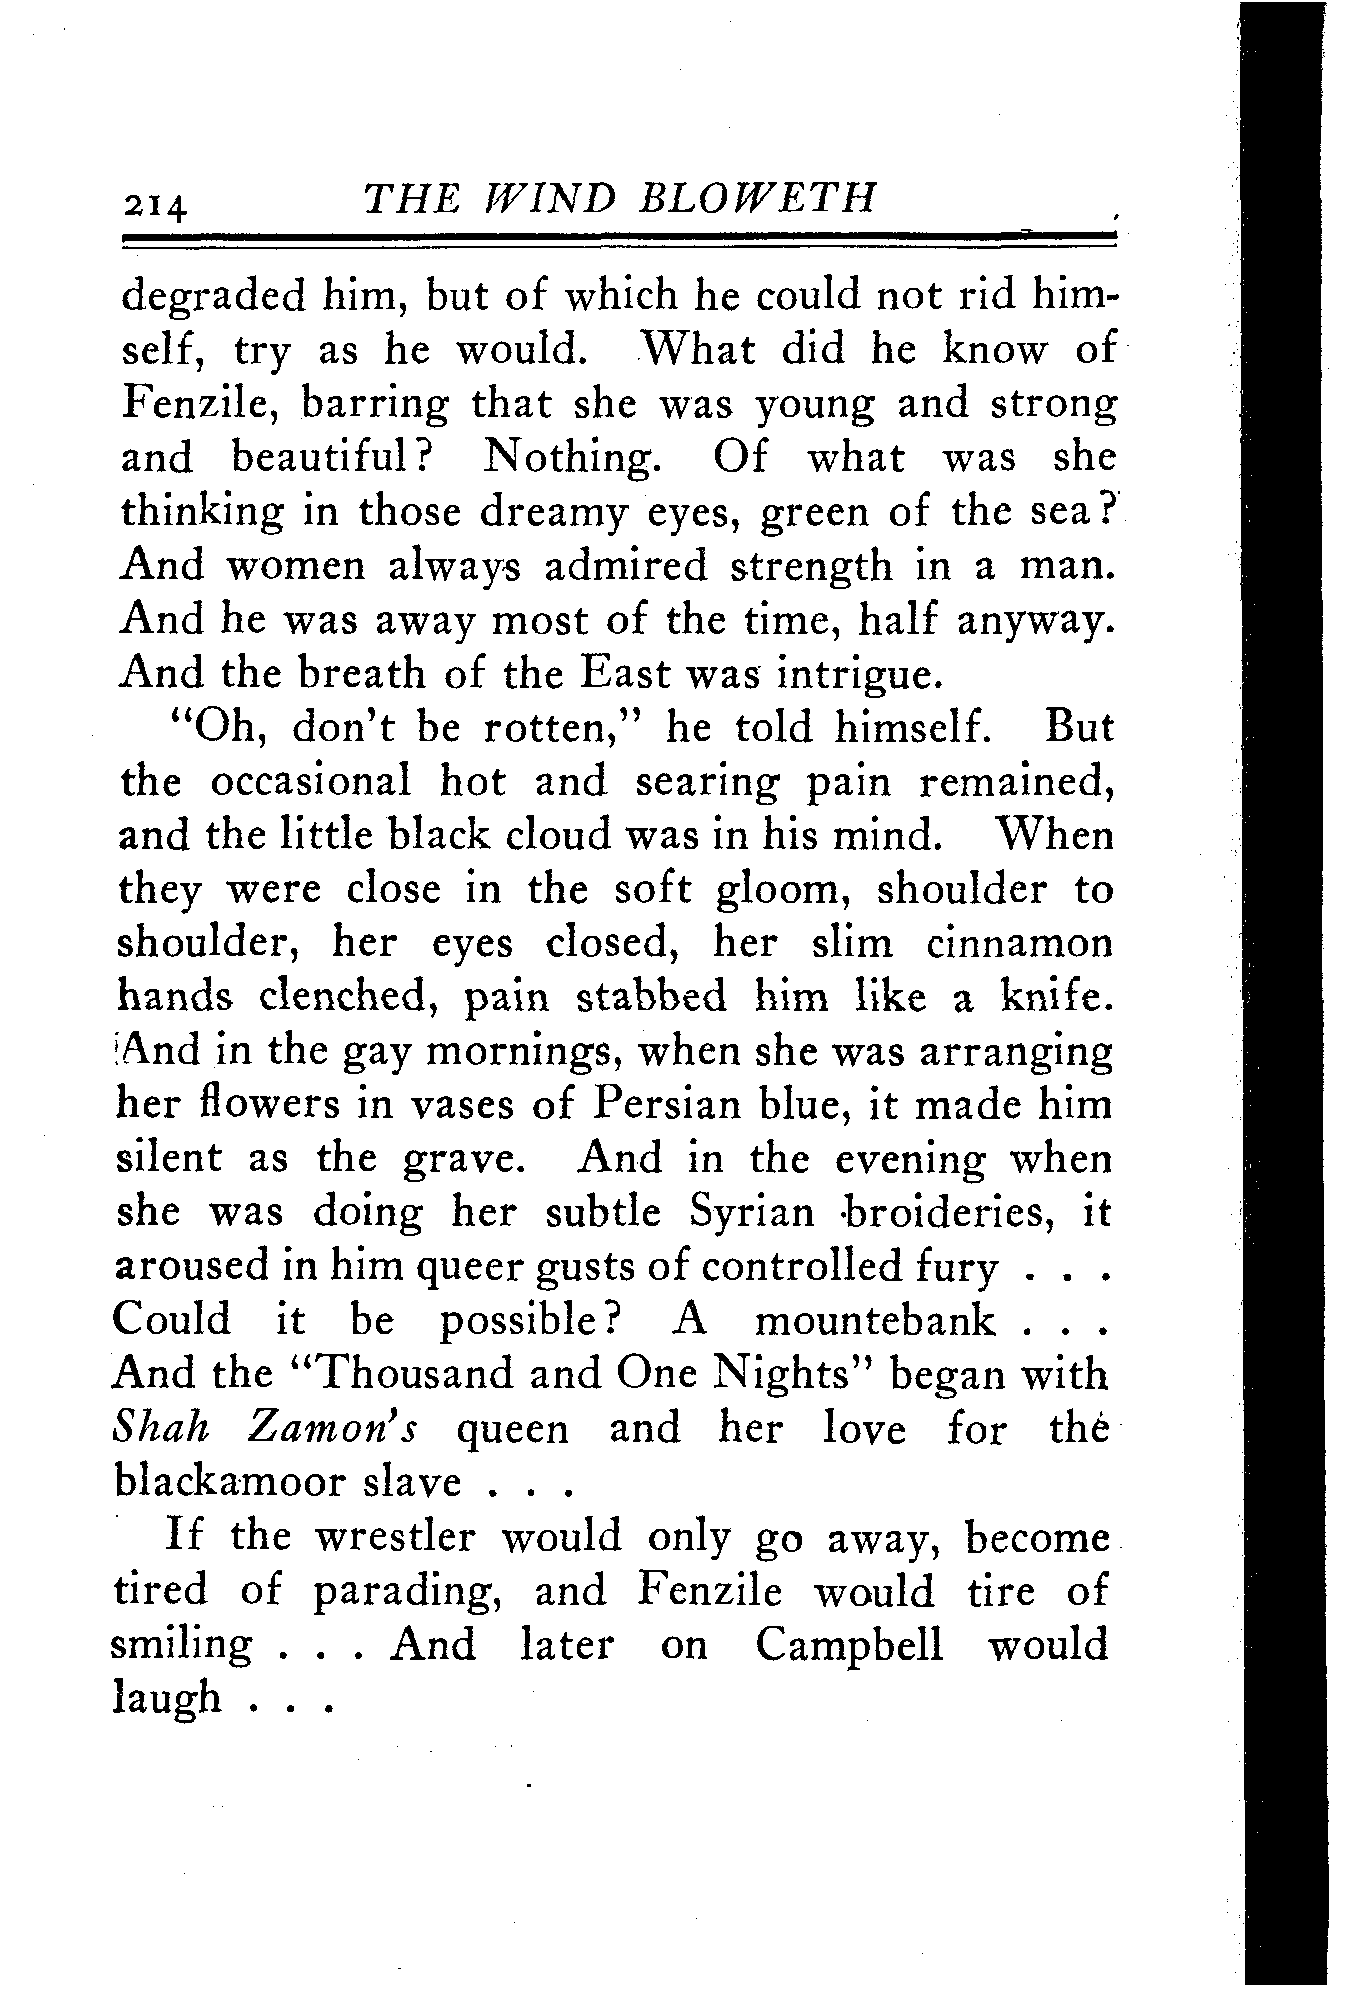 214 THE WIND BLOWETH
degraded him, but of which he could not rid him-
self, try as he would. What did he know of
Fenzile, barring that she was young and strong
and beautiful? Nothing. Of what was she
thinking in those dreamy eyes, green of the sea?
And women always admired strength in a man.
And he was away most of the time, half anyway.
And the breath of the East was intrigue.
"Oh, don't be rotten," he told himself. But
the occasional hot and searing pain remained,
and the little black cloud was in his mind. When
they were close in the soft gloom, shoulder to
shoulder, her eyes closed, her slim cinnamon
hands clenched, pain stabbed him like a knife.
And in the gay mornings, when she was arranging
her flowers in vases of Persian blue, it made him
silent as the grave. And in the evening when
she was doing her subtle Syrian broideries, it
aroused in him queer gusts of controlled fury . . .
Could it be possible? A mountebank . . .
And the "Thousand and One Nights" began with
Shah Zamon's queen and her love for the
blackamoor slave . . .
If the wrestler would only go away, become
tired of parading, and Fenzile would tire of
smiling . . . And later on Campbell would
laugh . . .